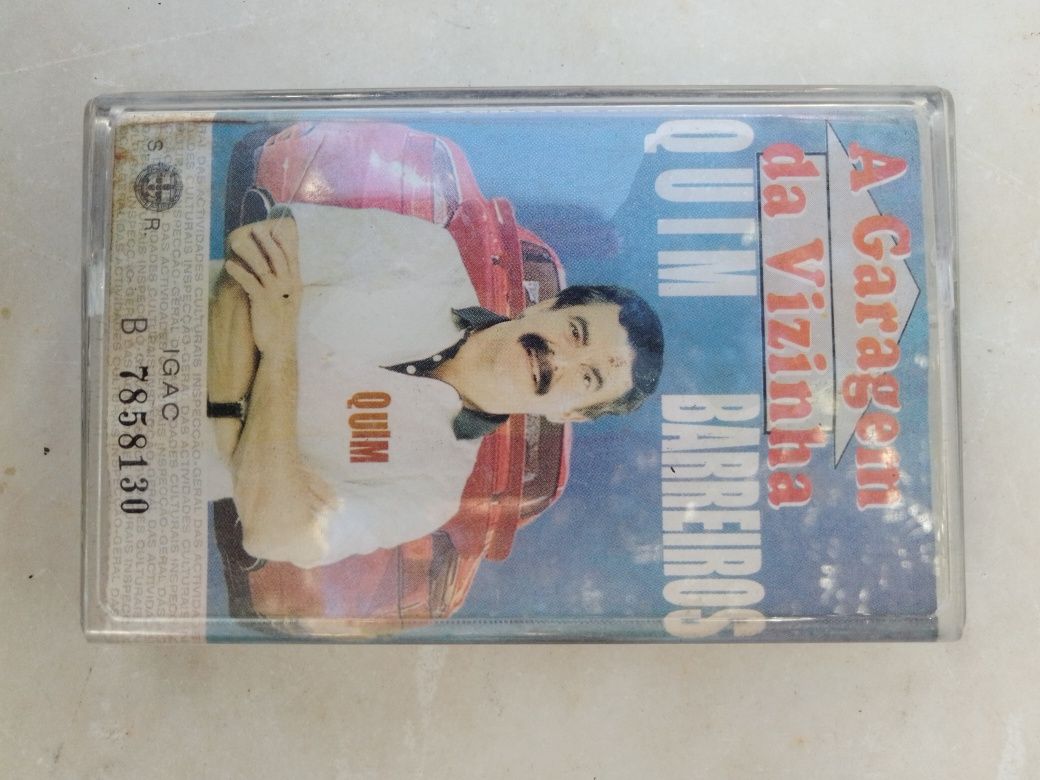 A Garagem
da Vizinha
QUIM BARREIROS
QUIM
S R
IGAC
B 7858130